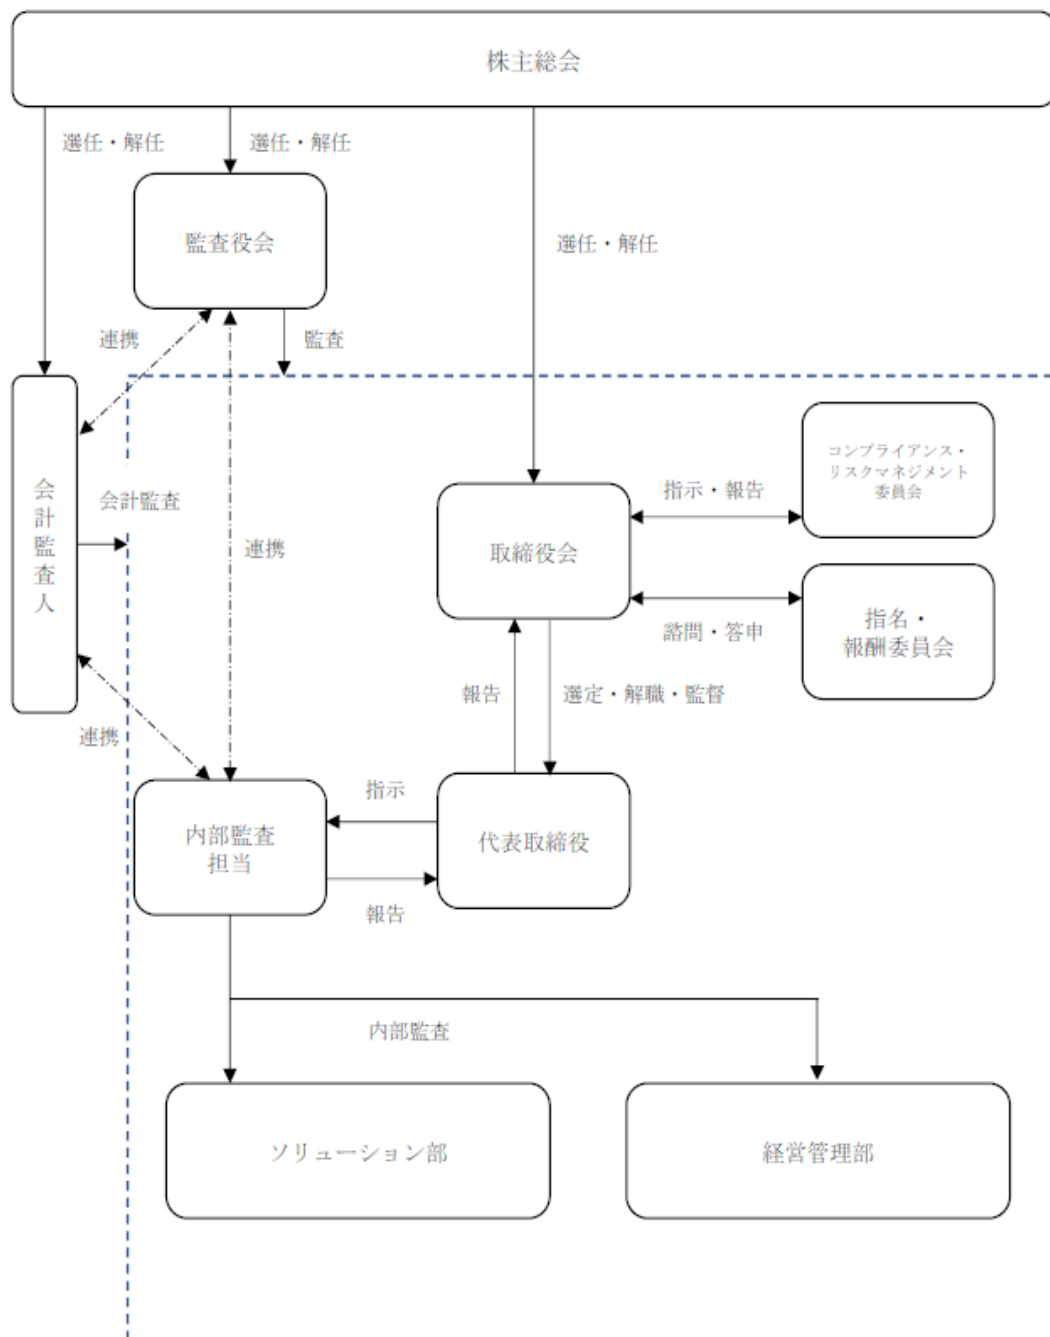 株主総会
選任・解任
選任・解任
監査役会
選任・解任
連携
監査
コンプライアンス・
リスクマネジメント
委員会
会計監査人
会計監査
指示・報告
連携
取締役会
指名・
報酬委員会
諮問・答申
報告
選定・解職・監督
連携
指示
内部監査
担当
代表取締役
報告
内部監査
ソリューション部
経営管理部